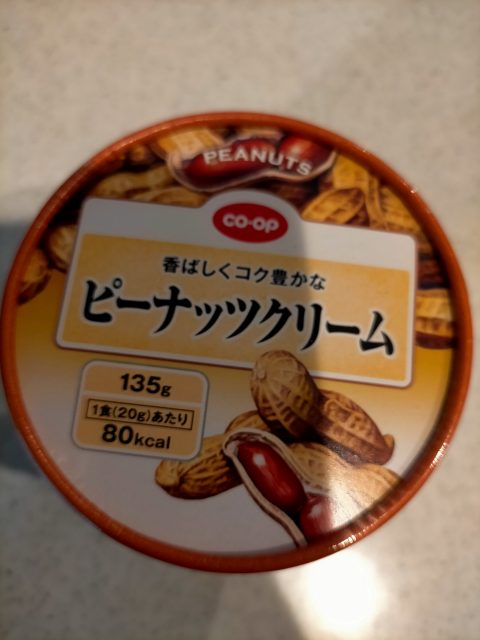 PEANUTS
CO·OP
香ばしくコク豊かな
ピーナッツクリーム
135g
1食(20g)あたり
80kcal